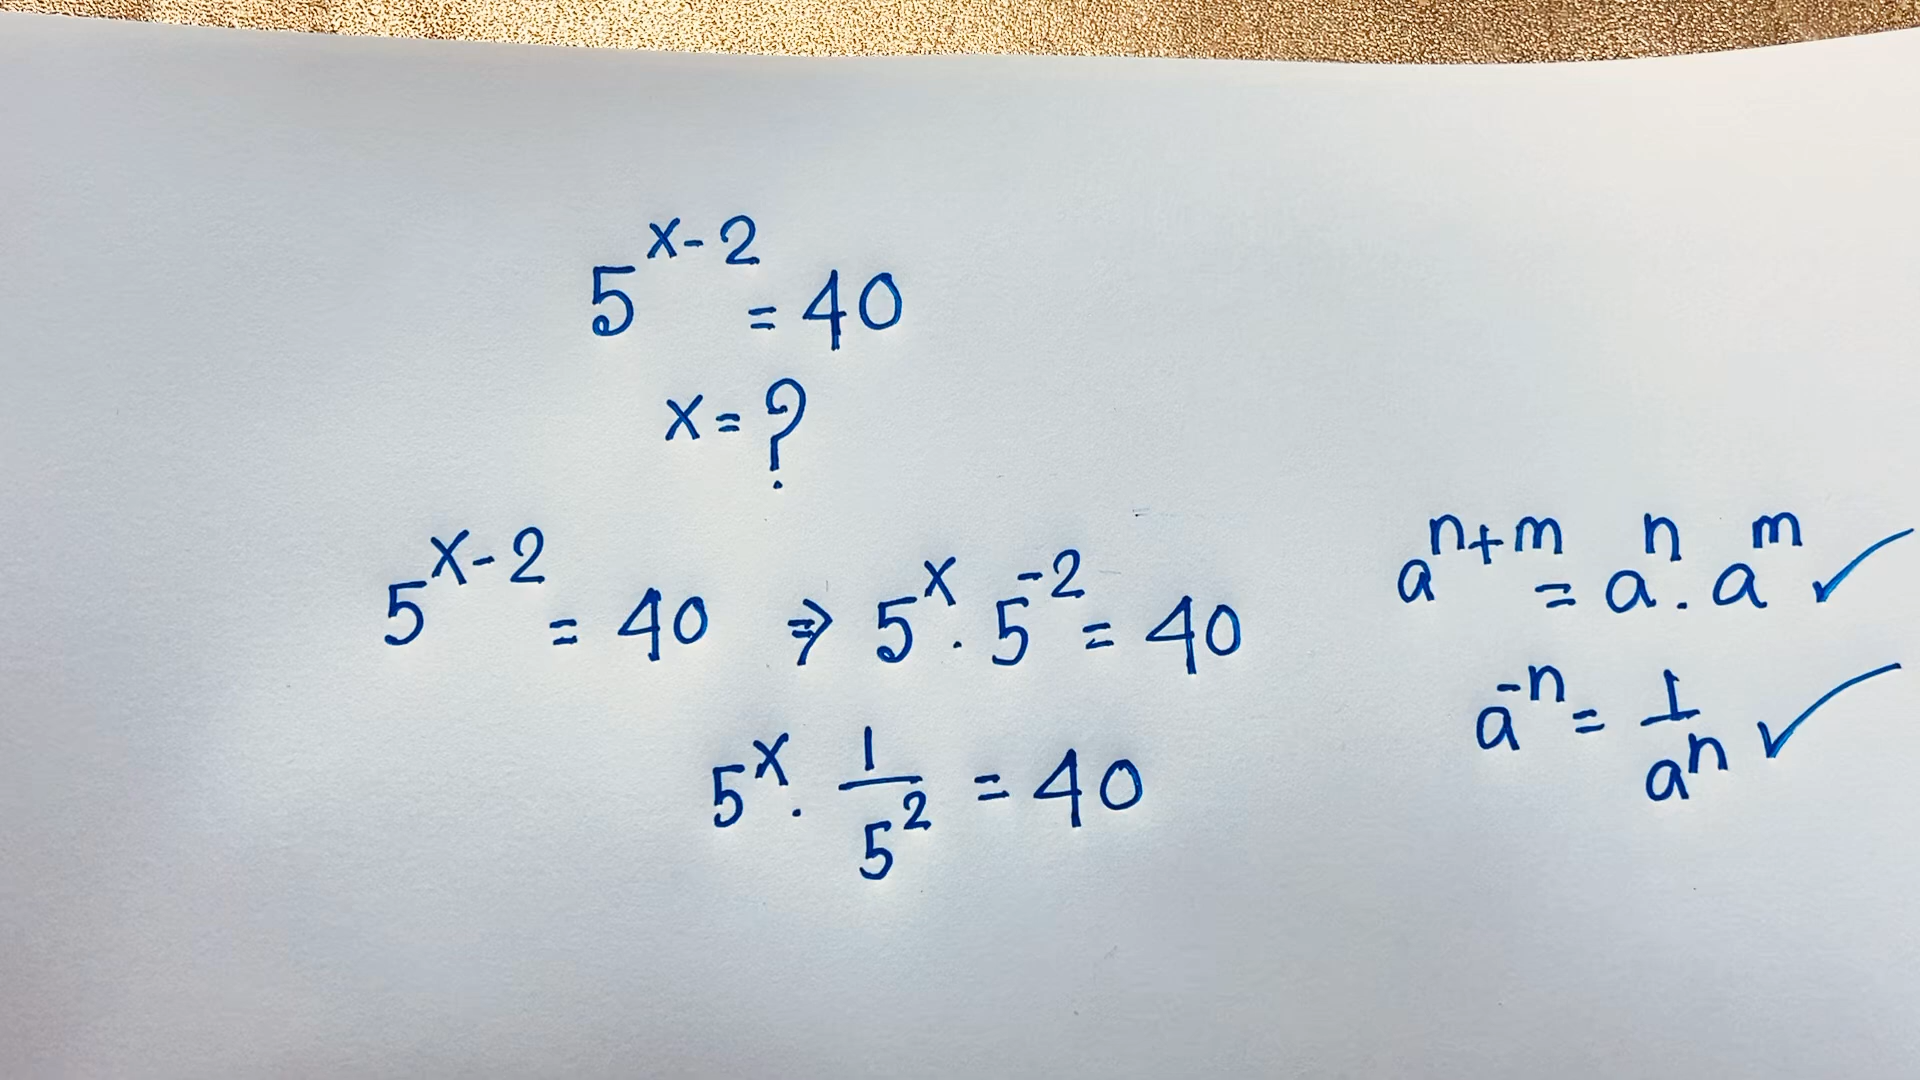 5^{x-2} = 40
x = ?
5^{x-2} = 40 ⇒ 5^x . 5^{-2} = 40
a^{n+m} = a^n . a^m ✓
5^x . 1/5^2 = 40
a^{-n} = 1/a^n ✓